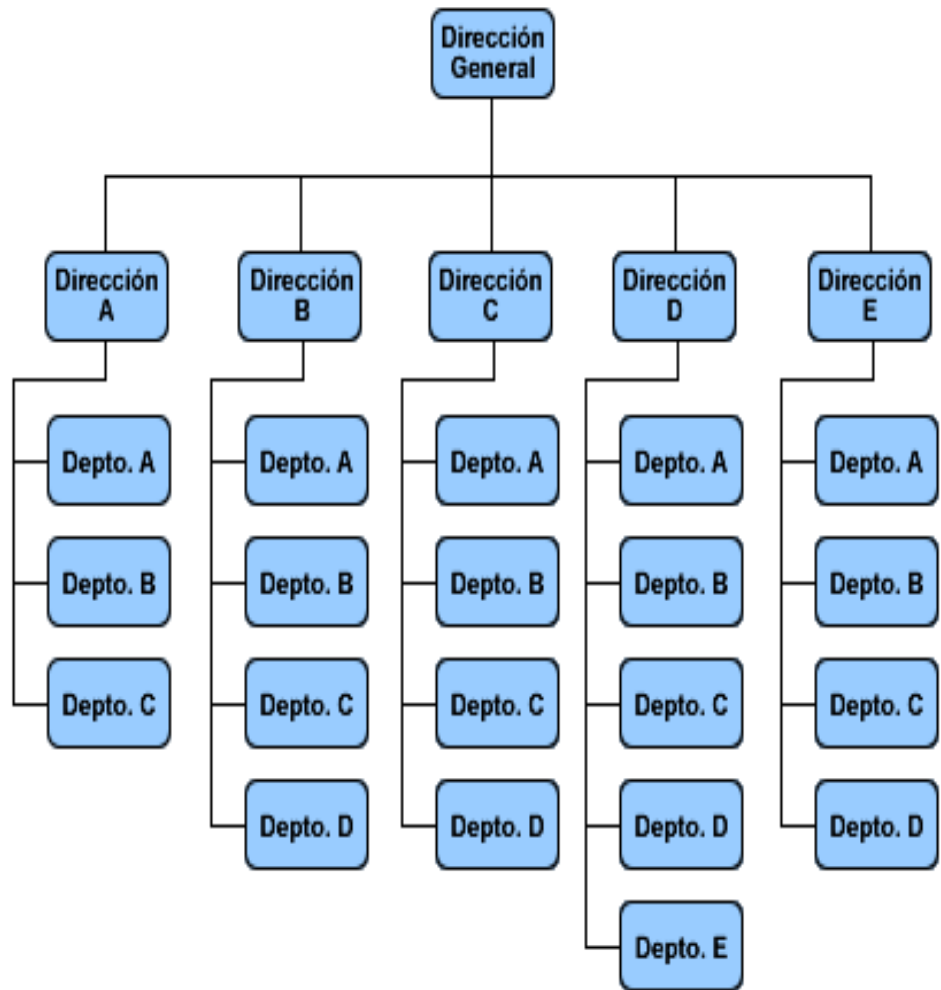 Dirección
General
Dirección
A
Dirección
B
Dirección
C
Dirección
D
Dirección
E
Depto. A
Depto. A
Depto. A
Depto. A
Depto. A
Depto. B
Depto. B
Depto. B
Depto. B
Depto. B
Depto. C
Depto. C
Depto. C
Depto. C
Depto. C
Depto. D
Depto. D
Depto. D
Depto. D
Depto. E